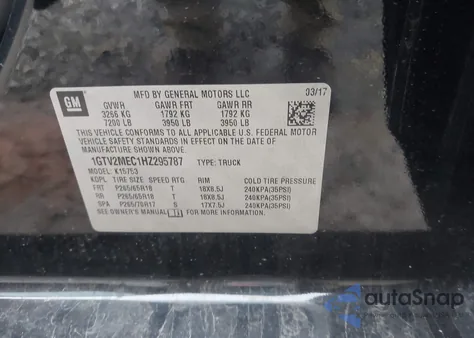 GM
MFD BY GENERAL MOTORS LLC
03/17
GVWR GAWR FRT GAWR RR
3266 KG 1792 KG 1792 KG
7200 LB 3950 LB 3950 LB
THIS VEHICLE CONFORMS TO ALL APPLICABLE U.S. FEDERAL MOTOR
VEHICLE SAFETY STANDARDS IN EFFECT ON THE DATE OF
MANUFACTURE SHOWN ABOVE.
1GTV2MEC1HZ295787 TYPE: TRUCK
MODEL: K15753
TIRE SIZE SPEED RTG RIM COLD TIRE PRESSURE
FRT P265/65R18 T 18X8.5J 240KPA(35PSI)
RR P265/65R18 T 18X8.5J 240KPA(35PSI)
SPA P265/70R17 S 17X7.5J 240KPA(35PSI)
SEE OWNER'S MANUAL FOR MORE INFORMATION.
autoSnap